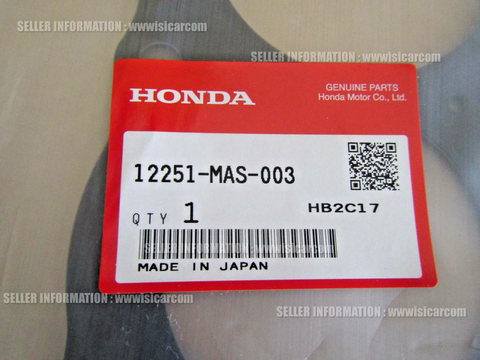 SELLER INFORMATION : wwwisicarcom
SELLER INFORMATION : wwwisicarcom
HONDA
GENUINE PARTS
Honda Motor Co., Ltd.
12251-MAS-003
QTY 1
HB2C17
MADE IN JAPAN
SELLER INFORMATION : wwwisicarcom
SELLER INFORMATION : wwwisicarcom